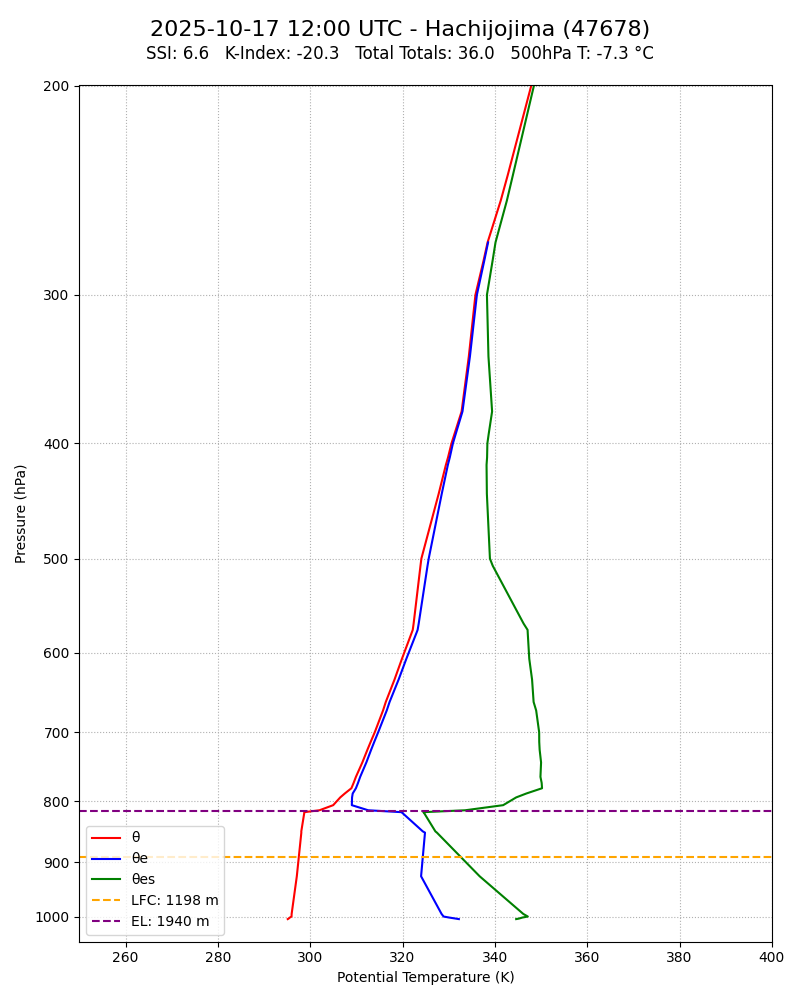 2025-10-17 12:00 UTC - Hachijojima (47678)
SSI: 6.6   K-Index: -20.3   Total Totals: 36.0   500hPa T: -7.3 °C
200
300
400
500
600
700
800
900
1000
Pressure (hPa)
θ
θe
θes
LFC: 1198 m
EL: 1940 m
260 280 300 320 340 360 380 400
Potential Temperature (K)